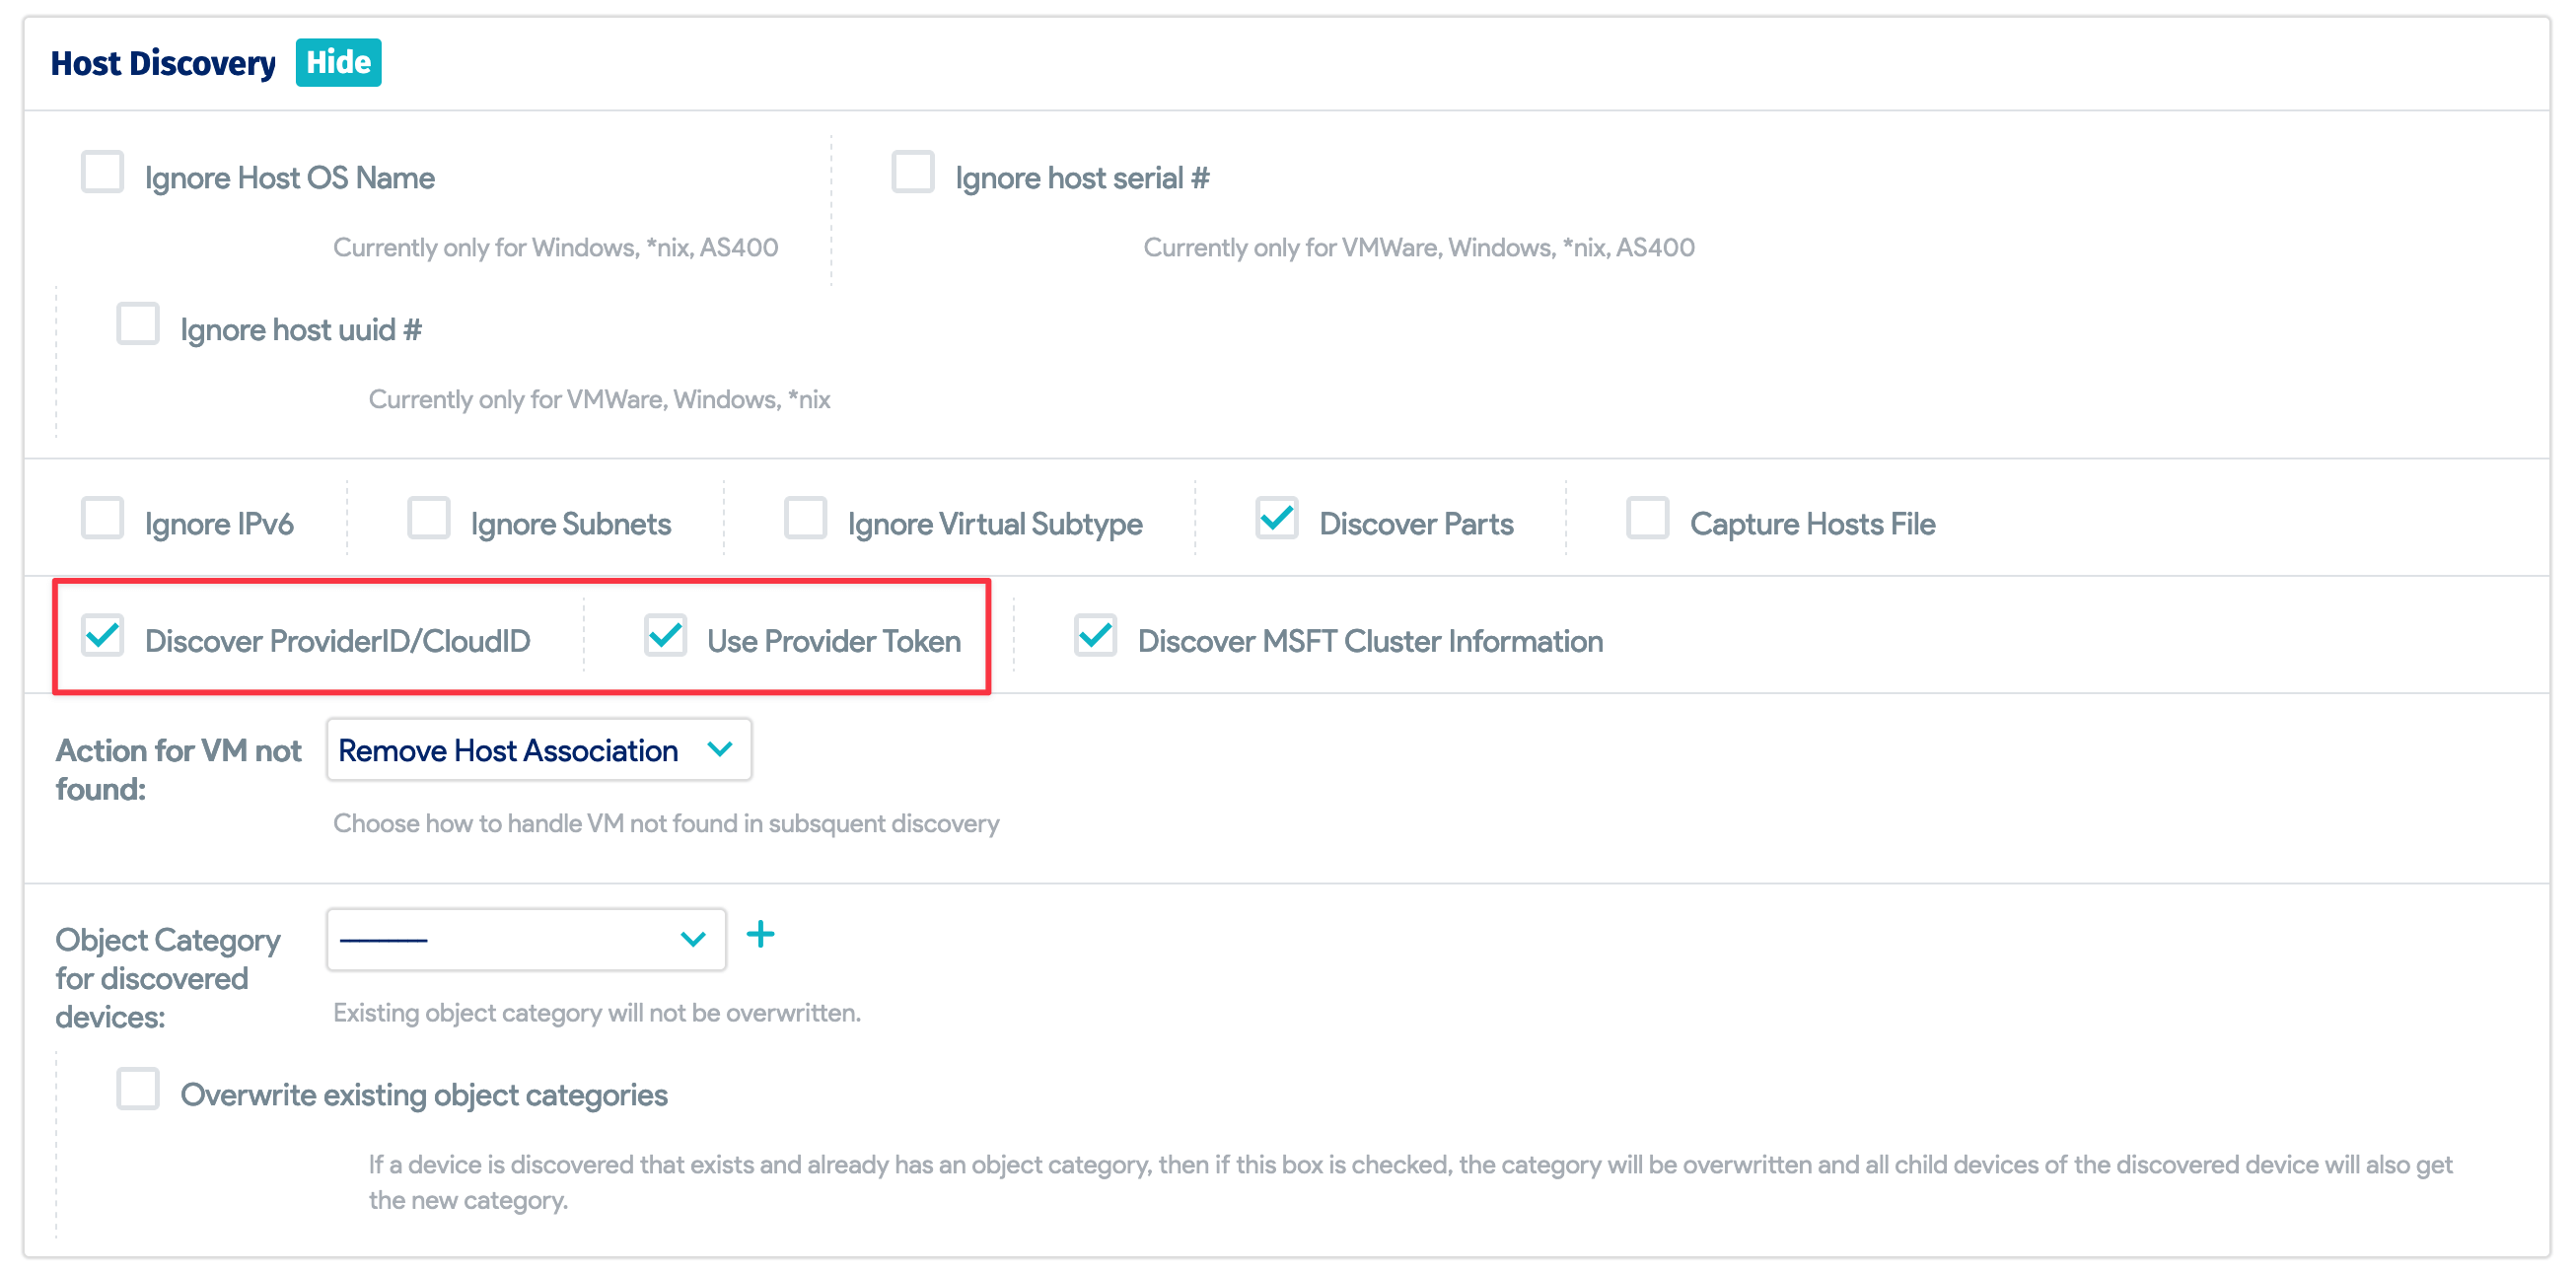 Host Discovery Hide
Ignore Host OS Name Ignore host serial #
Currently only for Windows, *nix, AS400 Currently only for VMWare, Windows, *nix, AS400
Ignore host uuid #
Currently only for VMWare, Windows, *nix
Ignore IPv6 Ignore Subnets Ignore Virtual Subtype Discover Parts Capture Hosts File
Discover ProviderID/CloudID Use Provider Token Discover MSFT Cluster Information
Action for VM not found: Remove Host Association
Choose how to handle VM not found in subsquent discovery
Object Category for discovered devices: ---------
Existing object category will not be overwritten.
Overwrite existing object categories
If a device is discovered that exists and already has an object category, then if this box is checked, the category will be overwritten and all child devices of the discovered device will also get
the new category.